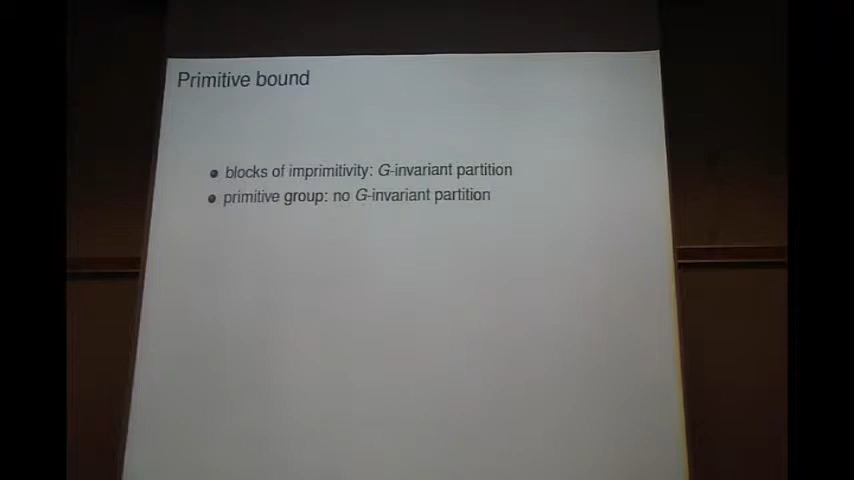 Primitive bound
blocks of imprimitivity: G-invariant partition
primitive group: no G-invariant partition